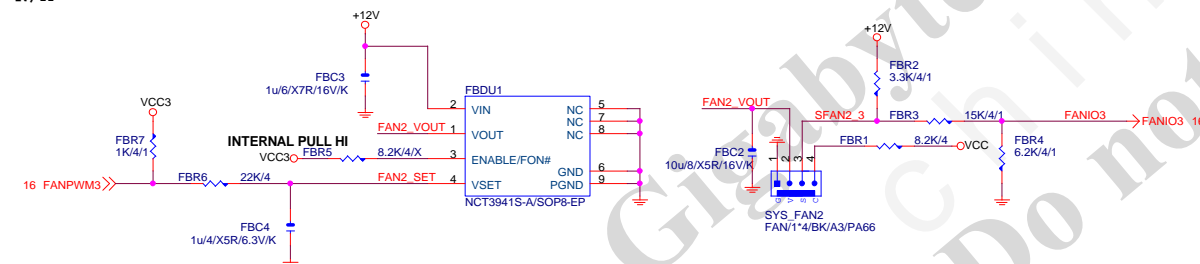 +12V
FBC3
1u/6/X7R/16V/K
FBDU1
VCC3
FBR7
1K/4/1
INTERNAL PULL HI
VCC3
FBR5
8.2K/4/X
FAN2_VOUT
FAN2_SET
16 FANPWM3
FBR6
22K/4
FBC4
1u/4/X5R/6.3V/K
2 VIN
1 VOUT
3 ENABLE/FON#
4 VSET
NC 5
NC 7
NC 8
GND 6
PGND 9
NCT3941S-A/SOP8-EP
+12V
FBR2
3.3K/4/1
FAN2_VOUT
SFAN2_3
FBR3
15K/4/1
FANIO3
FANIO3 16
FBR1
8.2K/4
VCC
FBR4
6.2K/4/1
FBC2
10u/8/X5R/16V/K
1
2
3
4
G
V
S
C
SYS_FAN2
FAN/1*4/BK/A3/PA66
Gigabyte
Do not